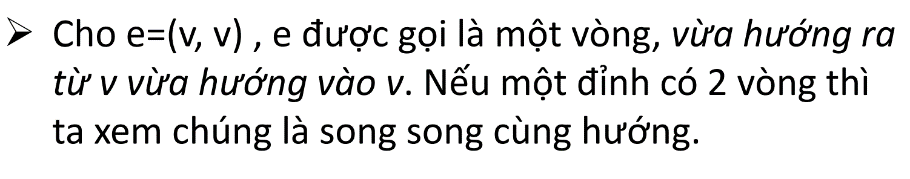 ➢ Cho e=(v, v) , e được gọi là một vòng, vừa hướng ra
từ v vừa hướng vào v. Nếu một đỉnh có 2 vòng thì
ta xem chúng là song song cùng hướng.